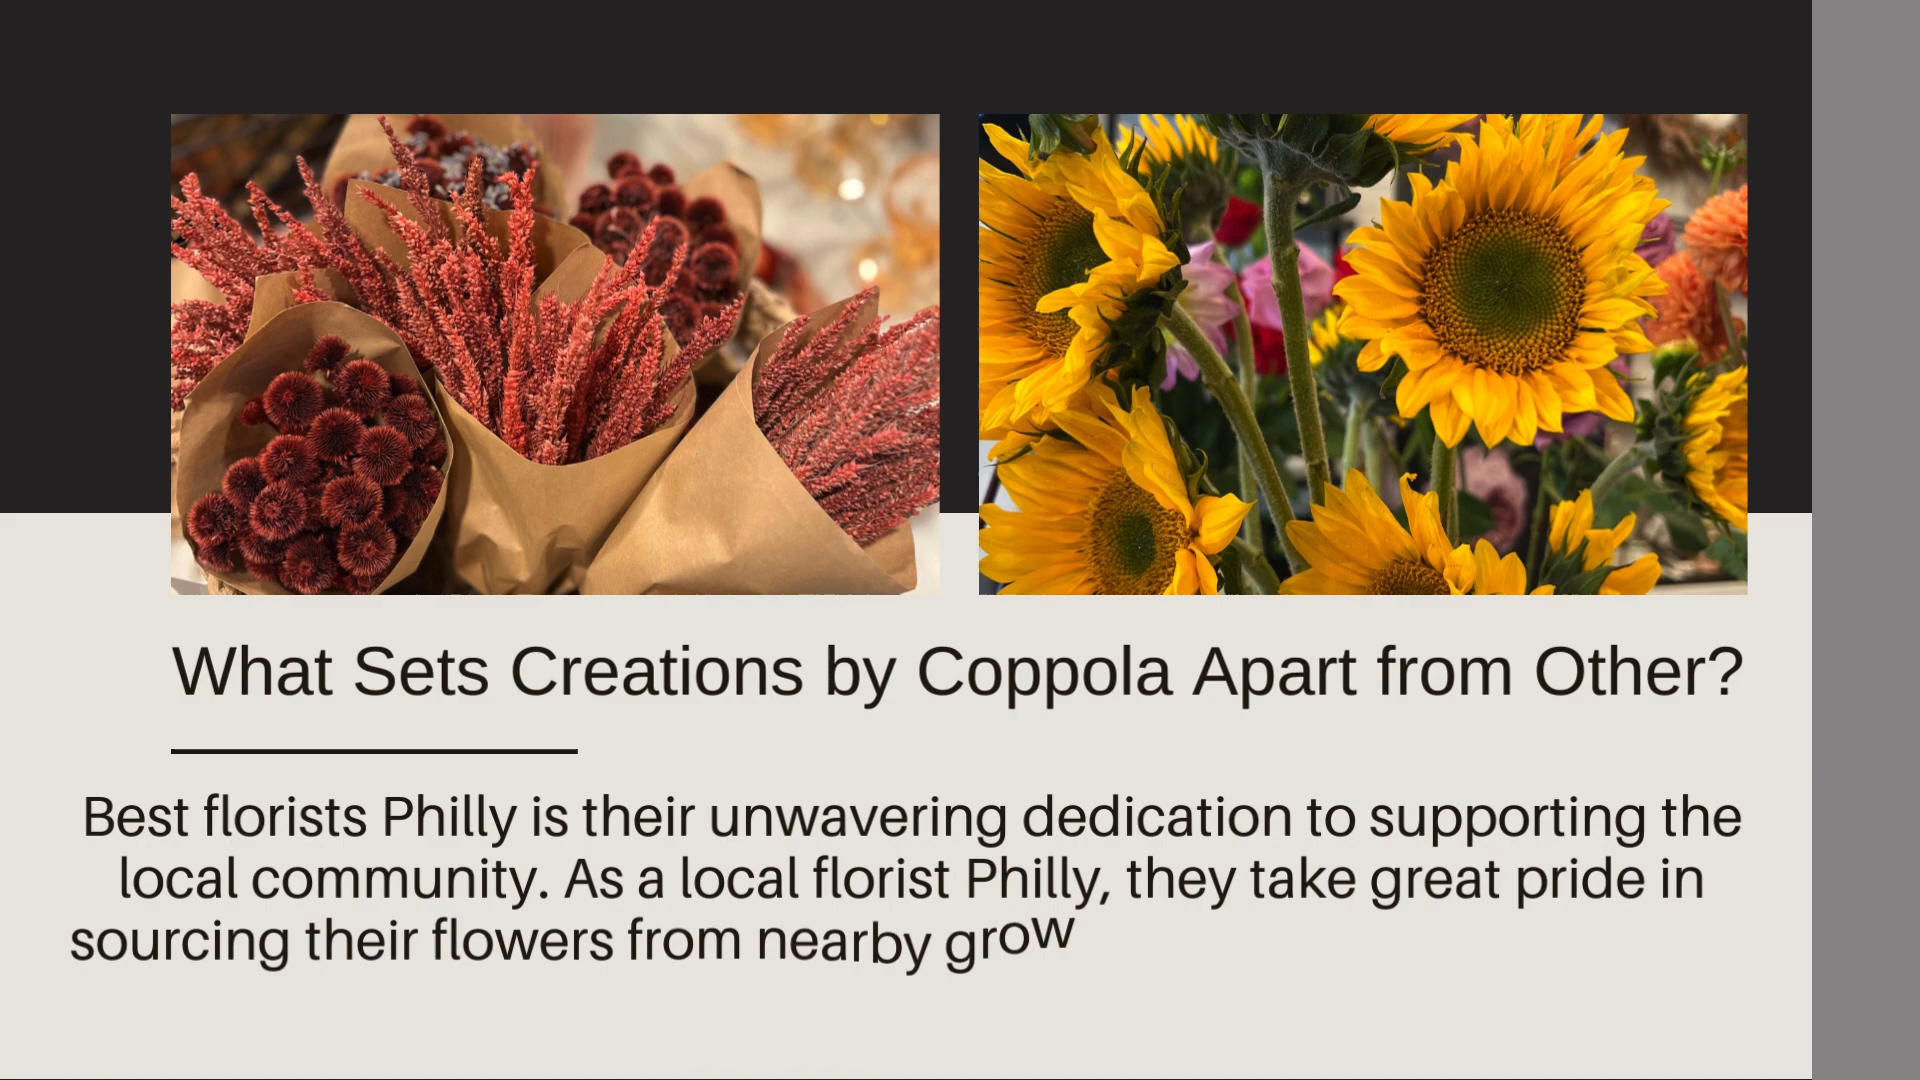 What Sets Creations by Coppola Apart from Other?
Best florists Philly is their unwavering dedication to supporting the
local community. As a local florist Philly, they take great pride in
sourcing their flowers from nearby grow